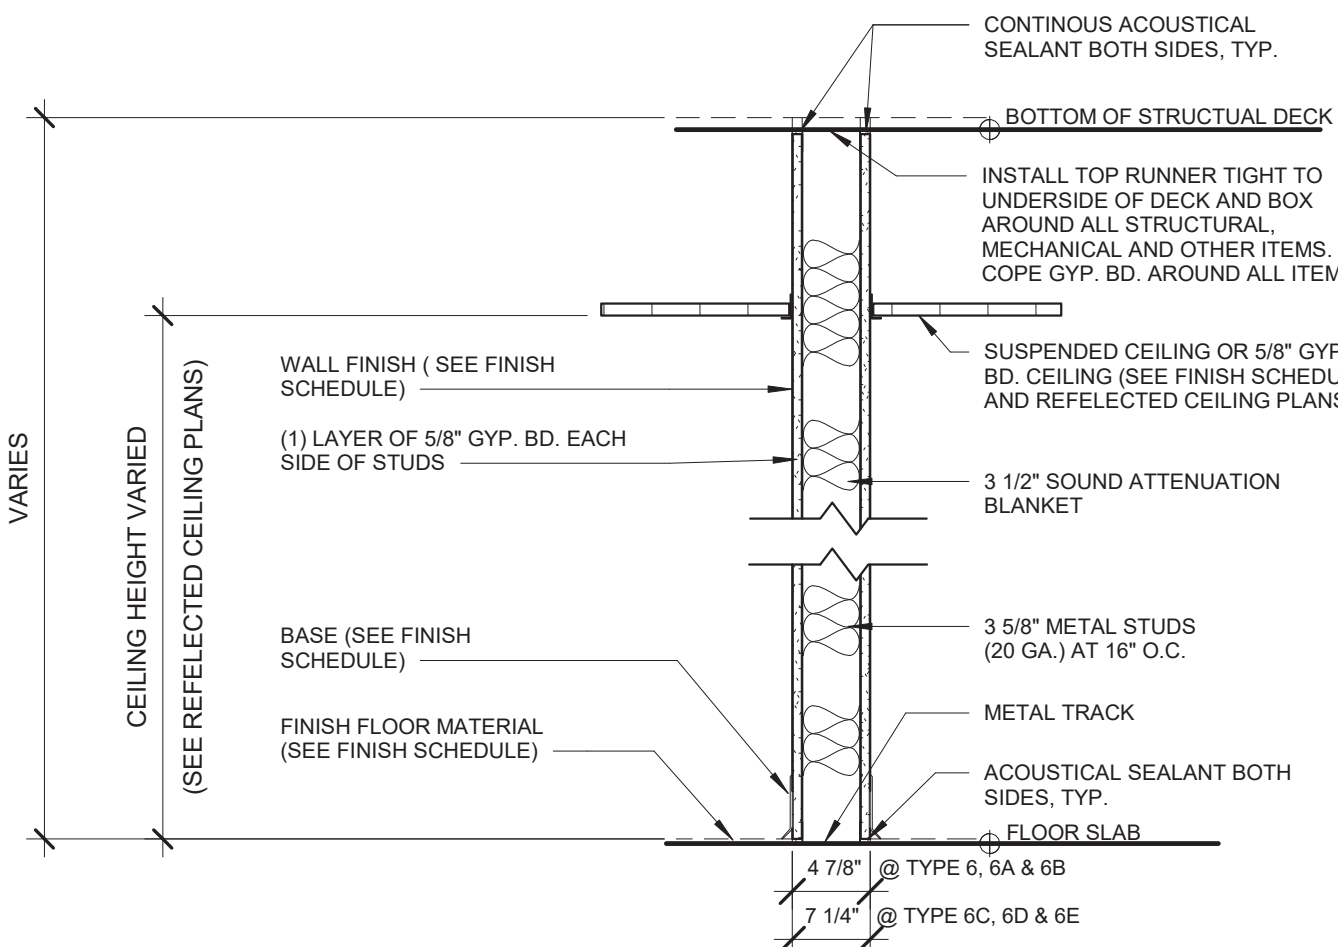 CONTINOUS ACOUSTICAL
SEALANT BOTH SIDES, TYP.
BOTTOM OF STRUCTUAL DECK
INSTALL TOP RUNNER TIGHT TO
UNDERSIDE OF DECK AND BOX
AROUND ALL STRUCTURAL,
MECHANICAL AND OTHER ITEMS.
COPE GYP. BD. AROUND ALL
SUSPENDED CEILING OR 5/8" GYP
BD. CEILING (SEE FINISH
AND REFELECTED CEILING PLANS
WALL FINISH ( SEE FINISH
SCHEDULE)
(1) LAYER OF 5/8" GYP. BD. EACH
SIDE OF STUDS
3 1/2" SOUND ATTENUATION
BLANKET
VARIES
CEILING HEIGHT VARIED
(SEE REFELECTED CEILING PLANS)
BASE (SEE FINISH
SCHEDULE)
3 5/8" METAL STUDS
(20 GA.) AT 16" O.C.
FINISH FLOOR MATERIAL
(SEE FINISH SCHEDULE)
METAL TRACK
ACOUSTICAL SEALANT BOTH
SIDES, TYP.
FLOOR SLAB
4 7/8" @ TYPE 6, 6A & 6B
7 1/4" @ TYPE 6C, 6D & 6E